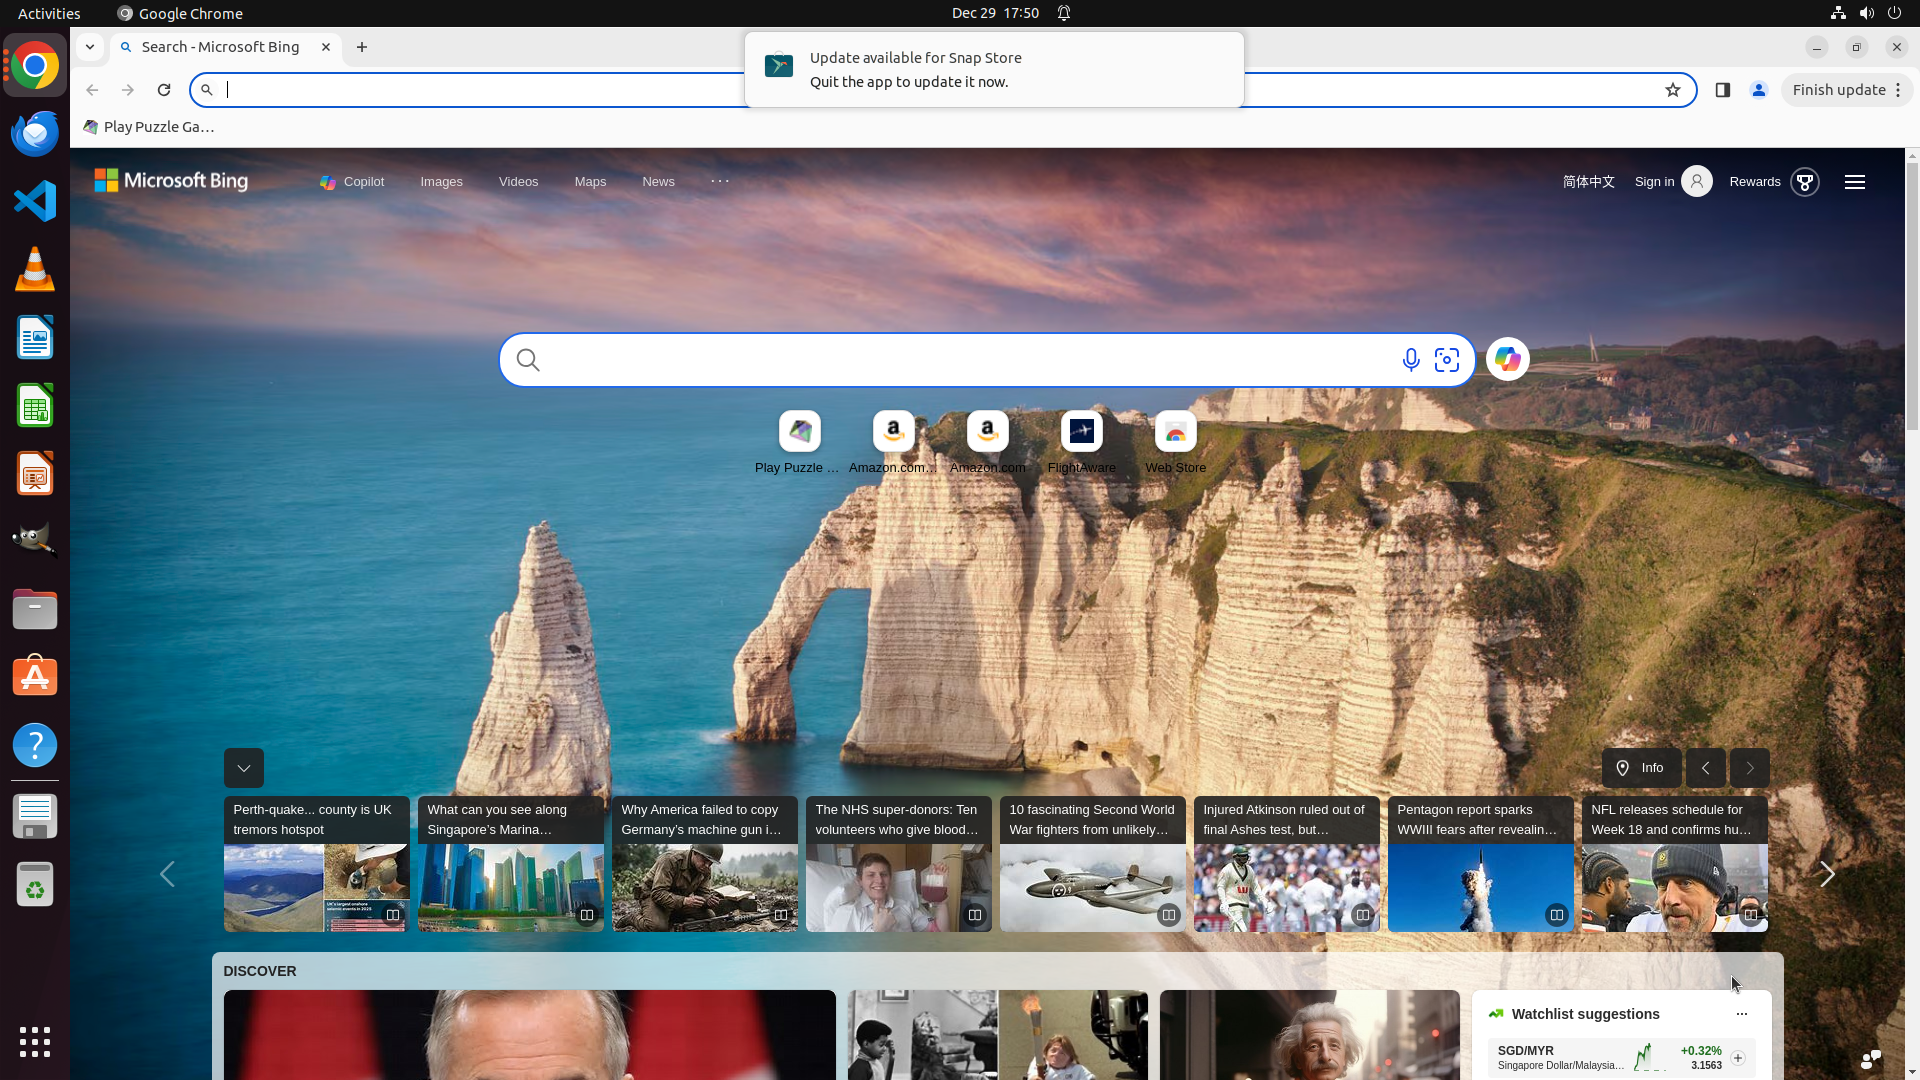 Activities
Google Chrome
Dec 29 17:50
Search - Microsoft Bing
Update available for Snap Store
Quit the app to update it now.
Finish update
Play Puzzle Ga…
Microsoft Bing
Copilot
Images
Videos
Maps
News
简体中文
Sign in
Rewards
Play Puzzle …
Amazon.com…
Amazon.com
FlightAware
Web Store
Info
Perth-quake... county is UK
tremors hotspot
What can you see along
Singapore's Marina…
Why America failed to copy
Germany's machine gun i…
The NHS super-donors: Ten
volunteers who give blood…
10 fascinating Second World
War fighters from unlikely…
Injured Atkinson ruled out of
final Ashes test, but…
Pentagon report sparks
WWIII fears after revealin…
NFL releases schedule for
Week 18 and confirms hu…
DISCOVER
Watchlist suggestions
SGD/MYR
+0.32%
Singapore Dollar/Malaysia…
3.1563